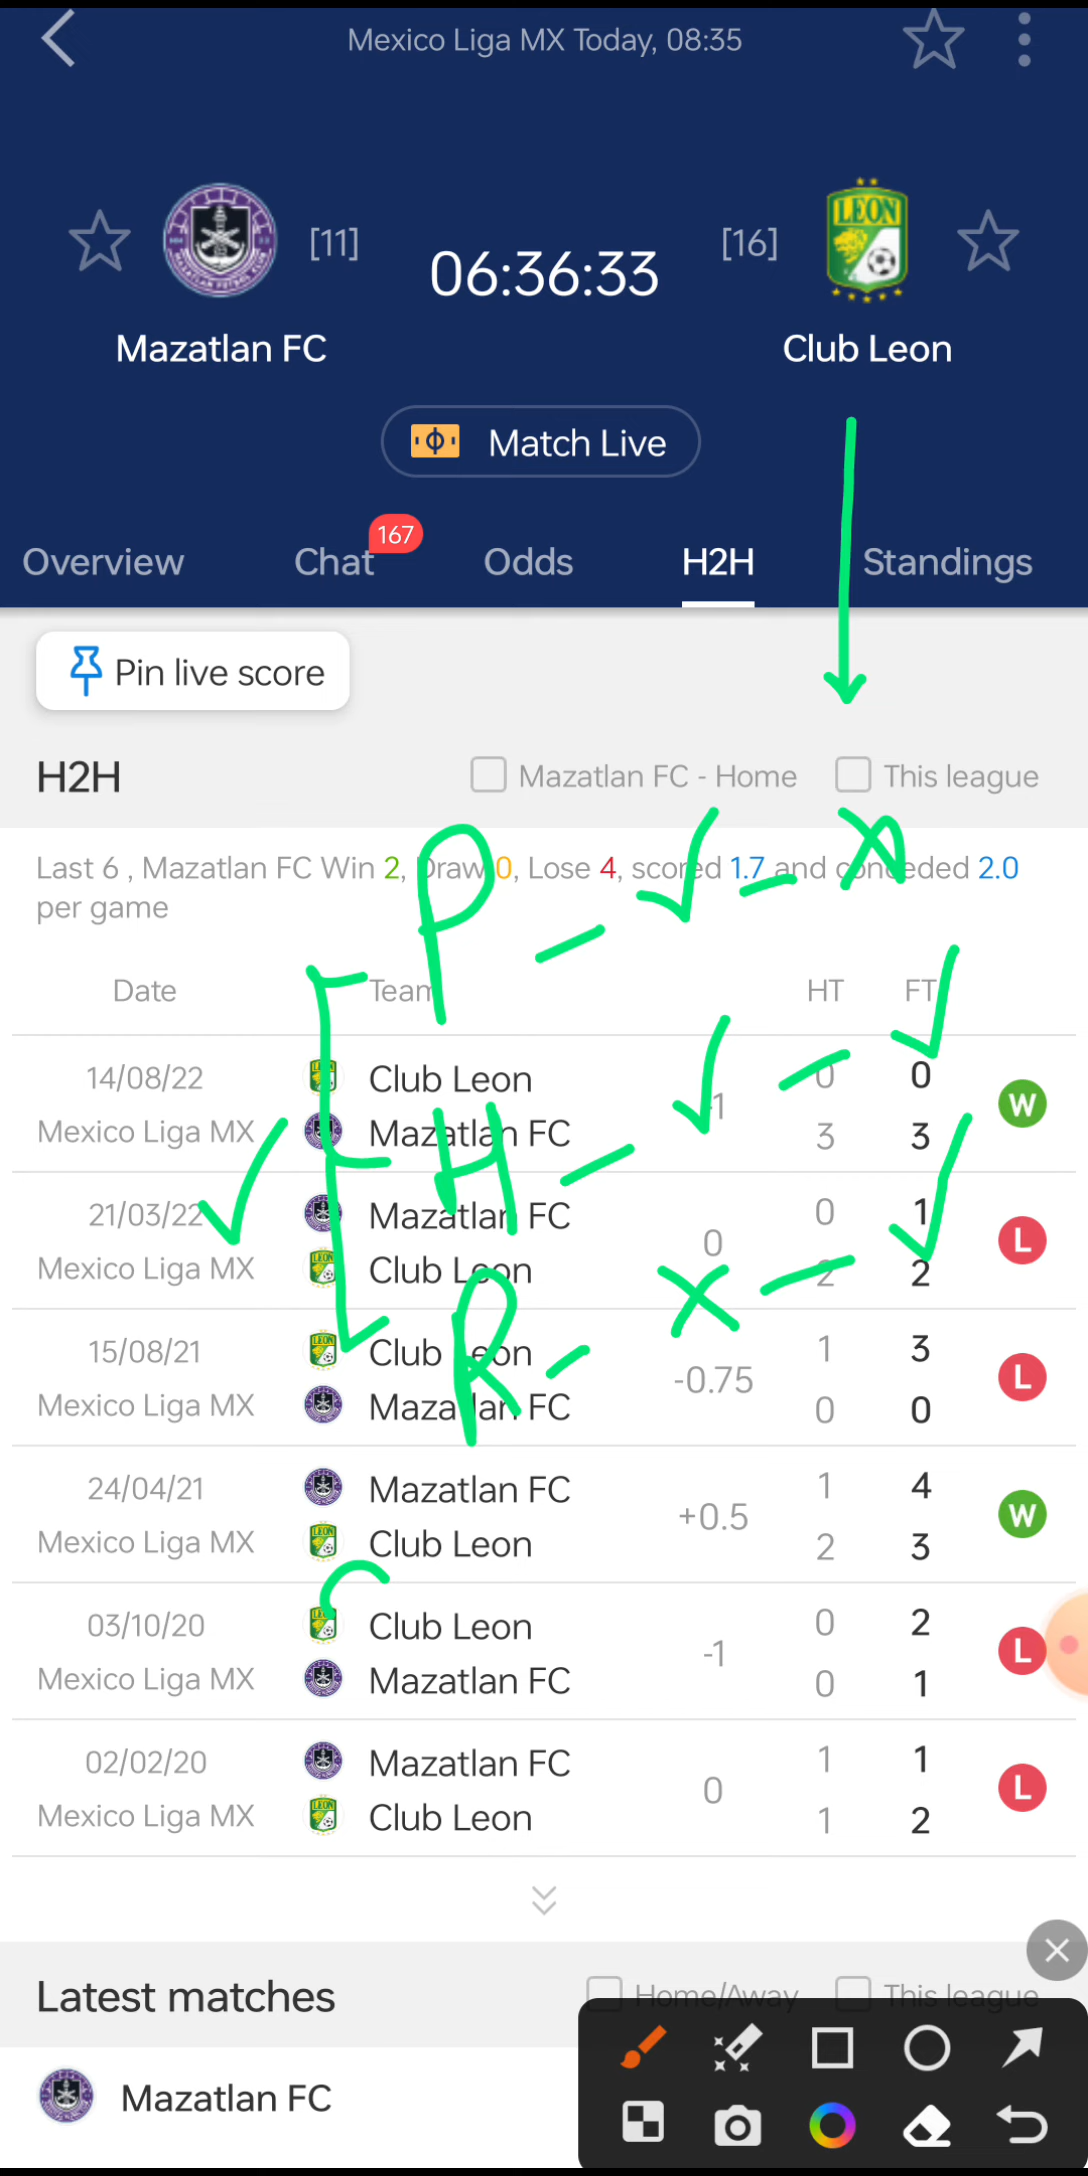 Mexico Liga MX Today, 08:35
[11] 06:36:33 [16]
LEON
Mazatlan FC Club Leon
Match Live
Overview Chat 167 Odds H2H Standings
Pin live score
H2H Mazatlan FC - Home This league
Last 6 , Mazatlan FC Win 2, Draw 0, Lose 4, scored 1.7 and conceded 2.0
per game
P - ✓ - X
Date Team HT FT
14/08/22 Club Leon 0 0
Mexico Liga MX Mazatlan FC -1 3 3 W
H - ✓ - ✓
21/03/22 Mazatlan FC 0 1
Mexico Liga MX Club Leon 0 2 2 L
R - X - ✓
15/08/21 Club Leon 1 3
Mexico Liga MX Mazatlan FC -0.75 0 0 L
24/04/21 Mazatlan FC 1 4
Mexico Liga MX Club Leon +0.5 2 3 W
03/10/20 Club Leon 0 2
Mexico Liga MX Mazatlan FC -1 0 1 L
02/02/20 Mazatlan FC 1 1
Mexico Liga MX Club Leon 0 1 2 L
Latest matches Home/Away This league
Mazatlan FC